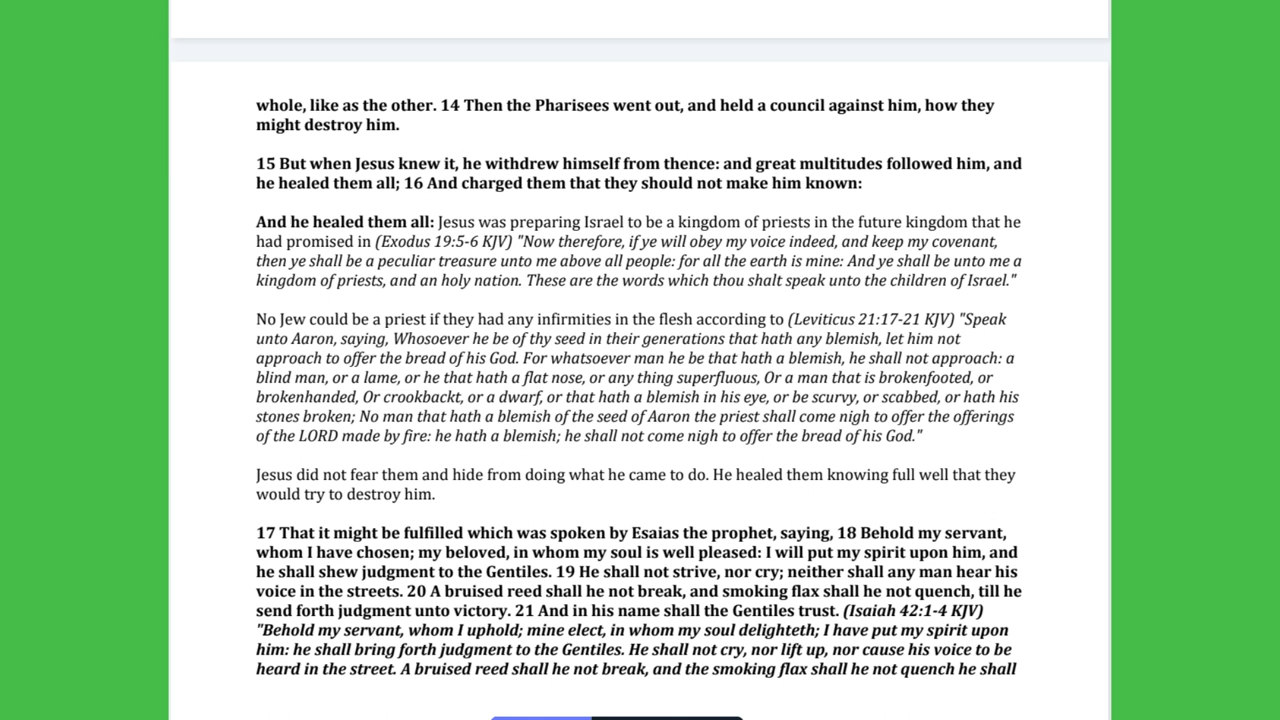 whole, like as the other. 14 Then the Pharisees went out, and held a council against him, how they
might destroy him.
15 But when Jesus knew it, he withdrew himself from thence: and great multitudes followed him, and
he healed them all; 16 And charged them that they should not make him known:
And he healed them all: Jesus was preparing Israel to be a kingdom of priests in the future kingdom that he
had promised in (Exodus 19:5-6 KJV) "Now therefore, if ye will obey my voice indeed, and keep my covenant,
then ye shall be a peculiar treasure unto me above all people: for all the earth is mine: And ye shall be unto me a
kingdom of priests, and an holy nation. These are the words which thou shalt speak unto the children of Israel."
No Jew could be a priest if they had any infirmities in the flesh according to (Leviticus 21:17-21 KJV) "Speak
unto Aaron, saying, Whosoever he be of thy seed in their generations that hath any blemish, let him not
approach to offer the bread of his God. For whatsoever man he be that hath a blemish, he shall not approach: a
blind man, or a lame, or he that hath a flat nose, or any thing superfluous, Or a man that is brokenfooted, or
brokenhanded, Or crookbackt, or a dwarf, or that hath a blemish in his eye, or be scurvy, or scabbed, or hath his
stones broken; No man that hath a blemish of the seed of Aaron the priest shall come nigh to offer the offerings
of the LORD made by fire: he hath a blemish; he shall not come nigh to offer the bread of his God."
Jesus did not fear them and hide from doing what he came to do. He healed them knowing full well that they
would try to destroy him.
17 That it might be fulfilled which was spoken by Esaias the prophet, saying, 18 Behold my servant,
whom I have chosen; my beloved, in whom my soul is well pleased: I will put my spirit upon him, and
he shall shew judgment to the Gentiles. 19 He shall not strive, nor cry; neither shall any man hear his
voice in the streets. 20 A bruised reed shall he not break, and smoking flax shall he not quench, till he
send forth judgment unto victory. 21 And in his name shall the Gentiles trust. (Isaiah 42:1-4 KJV)
"Behold my servant, whom I uphold; mine elect, in whom my soul delighteth; I have put my spirit upon
him: he shall bring forth judgment to the Gentiles. He shall not cry, nor lift up, nor cause his voice to be
heard in the street. A bruised reed shall he not break, and the smoking flax shall he not quench he shall